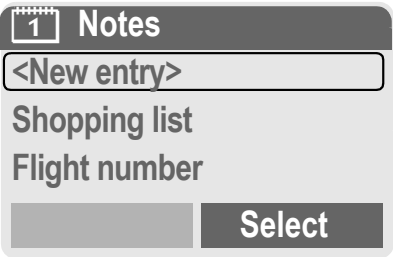 1 Notes
<New entry>
Shopping list
Flight number
Select